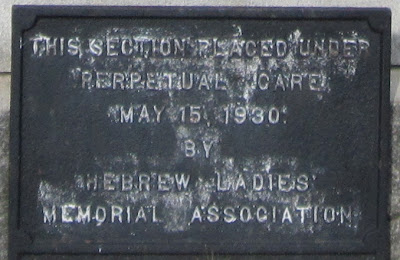 THIS SECTION PLACED UNDER
PERPETUAL CARE
MAY 15, 1930
BY
HEBREW LADIES'
MEMORIAL ASSOCIATION